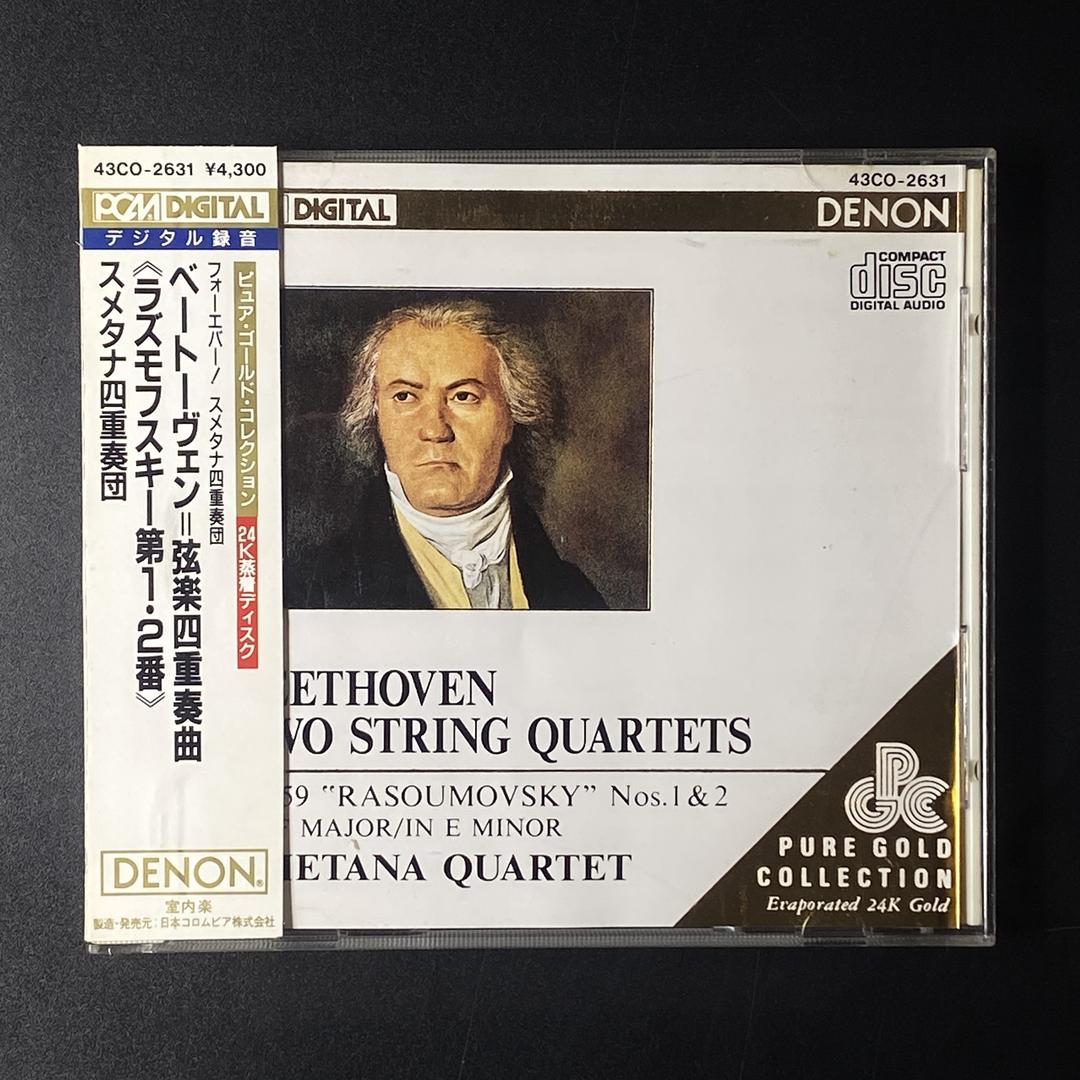 43CO-2631 ¥4,300
PCM DIGITAL
デジタル録音
ピュア・ゴールド・コレクション 24K蒸着ディスク
フォーエバー! スメタナ四重奏団
ベートーヴェン=弦楽四重奏曲
《ラズモフスキー第1・2番》
スメタナ四重奏団
DENON®
室内楽
製造・発売元:日本コロムビア株式会社
43CO-2631
DIGITAL
DENON
COMPACT
disc
DIGITAL AUDIO
EETHOVEN
WO STRING QUARTETS
59 "RASOUMOVSKY" Nos.1&2
F MAJOR/IN E MINOR
METANA QUARTET
PGC
PURE GOLD
COLLECTION
Evaporated 24K Gold